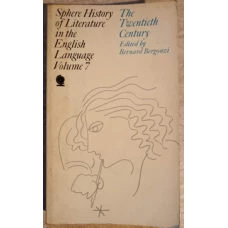 Sphere History
of Literature
in the
English
Language
Volume 7
The
Twentieth
Century
Edited by
Bernard Bergonzi